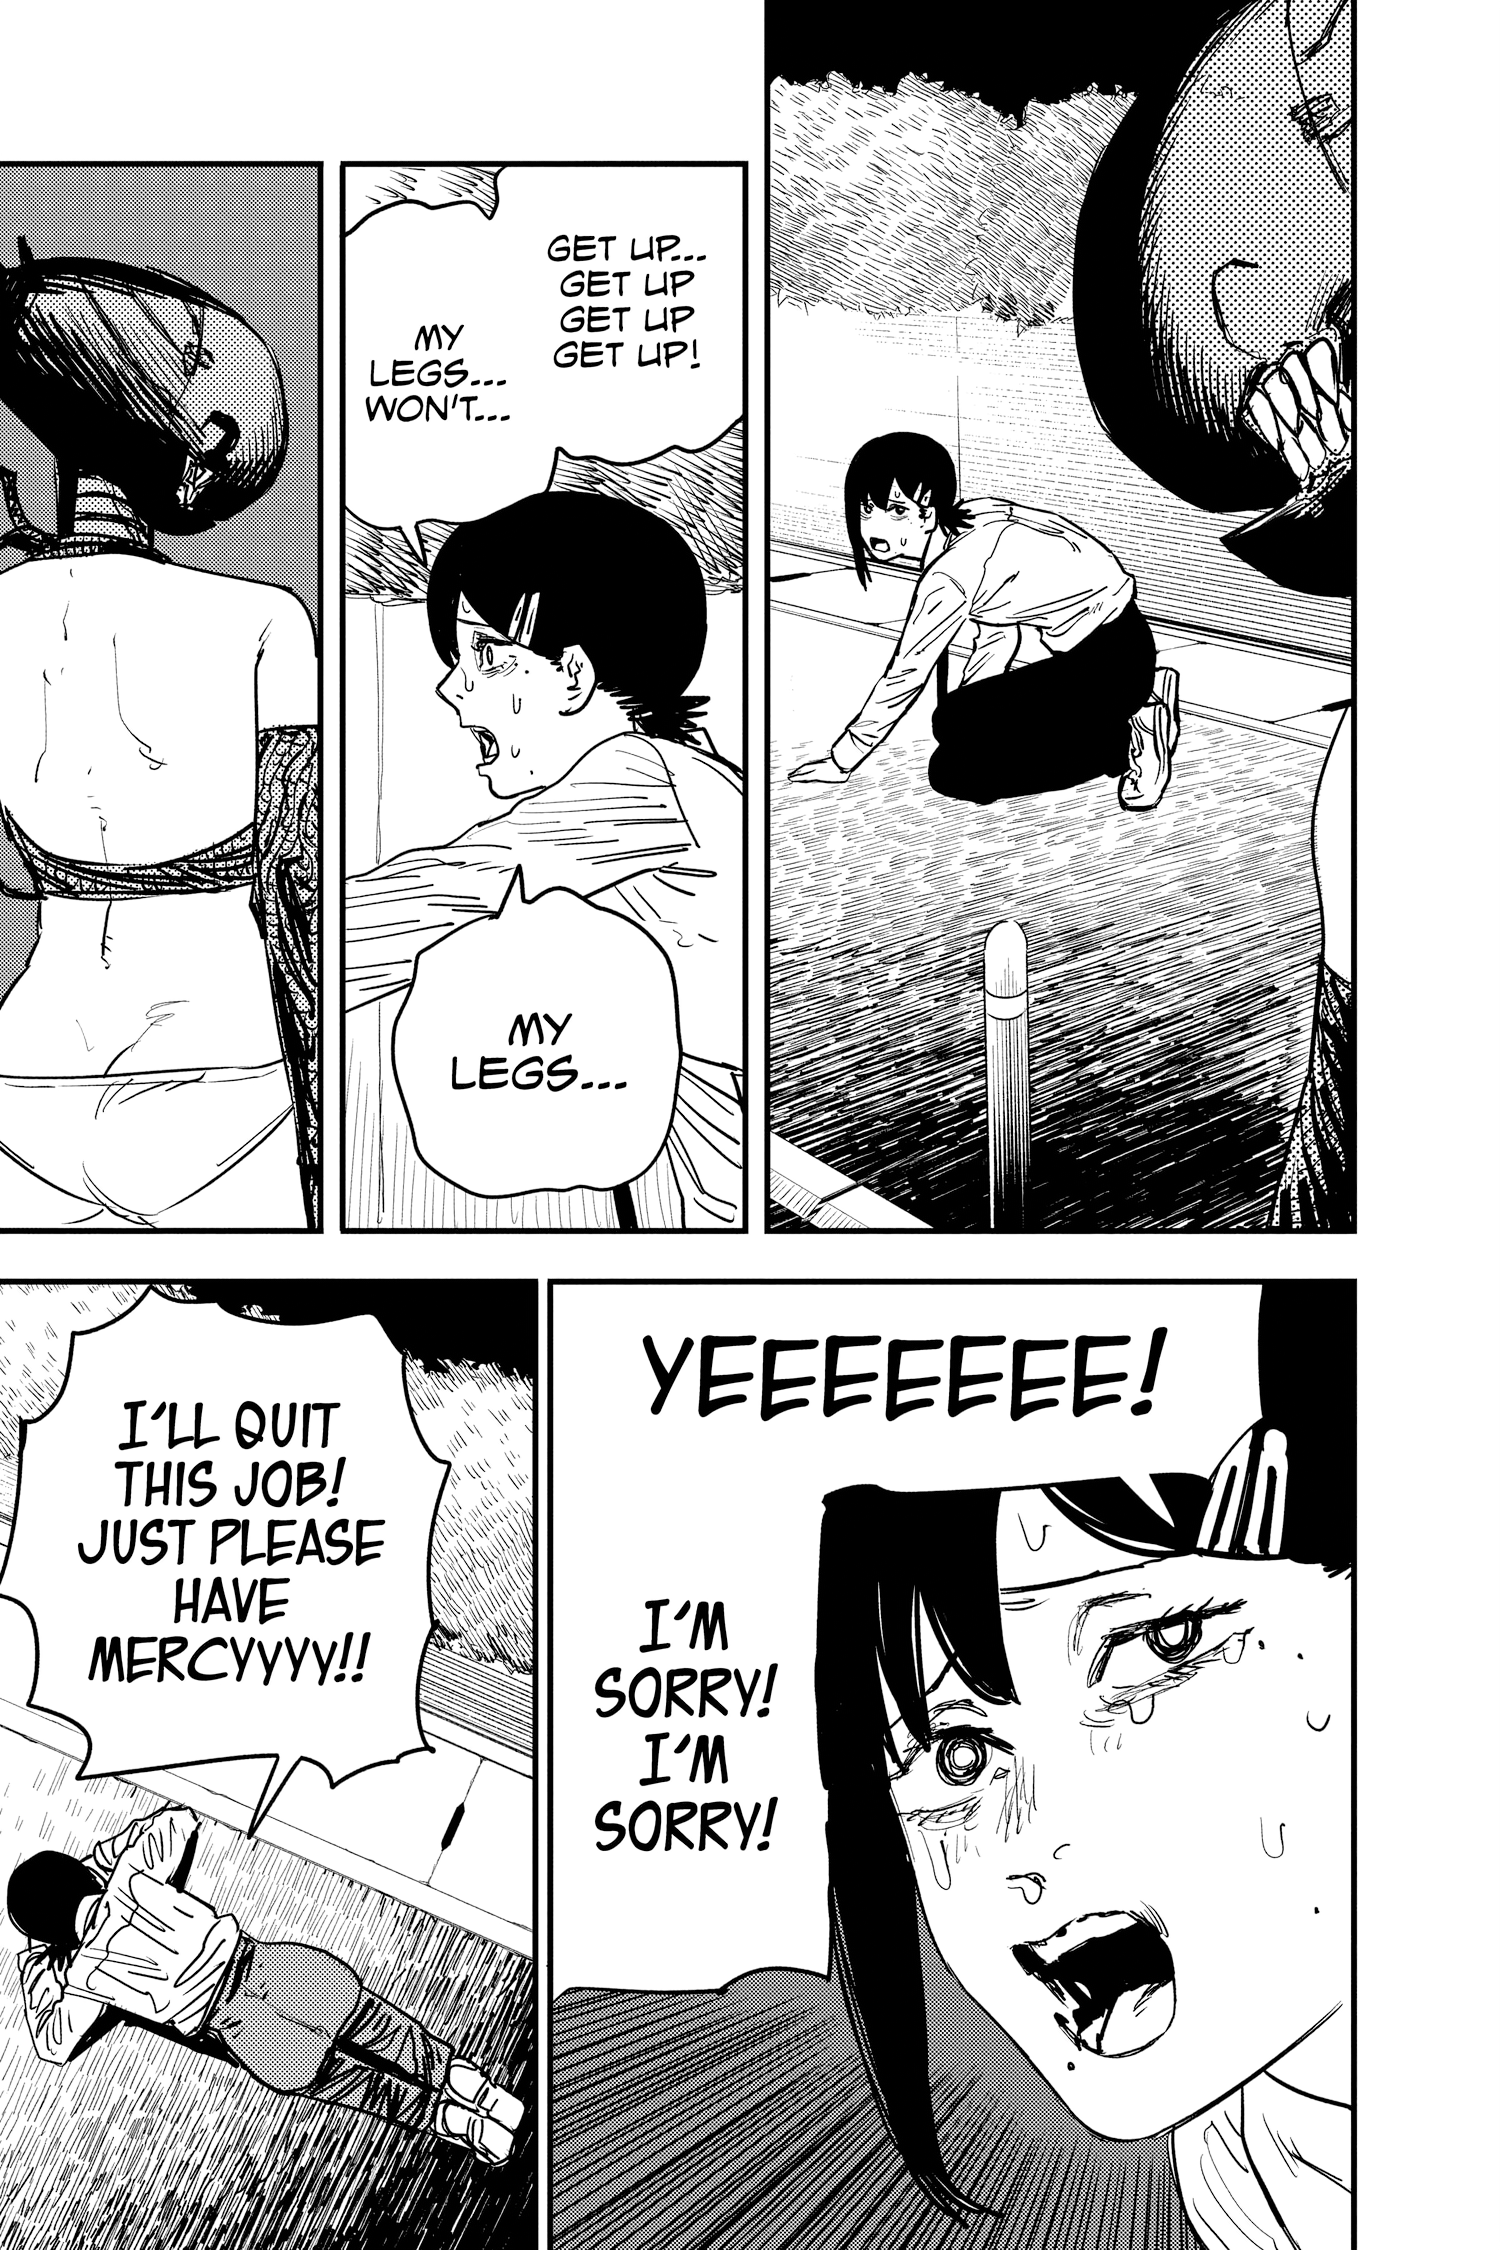 GET UP...
GET UP
GET UP
GET UP!
MY
LEGS...
WON'T...
MY
LEGS...
YEEEEEEE!
I'M
SORRY!
I'M
SORRY!
I'LL QUIT
THIS JOB!
JUST PLEASE
HAVE
MERCYYYY!!